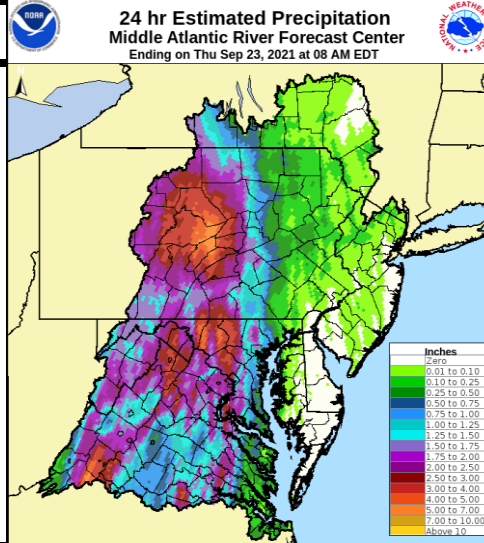 NOAA
24 hr Estimated Precipitation
Middle Atlantic River Forecast Center
Ending on Thu Sep 23, 2021 at 08 AM EDT
NATIONAL WEATHER
N
Inches
Zero
0.01 to 0.10
0.10 to 0.25
0.25 to 0.50
0.50 to 0.75
0.75 to 1.00
1.00 to 1.25
1.25 to 1.50
1.50 to 1.75
1.75 to 2.00
2.00 to 2.50
2.50 to 3.00
3.00 to 4.00
4.00 to 5.00
5.00 to 7.00
7.00 to 10.00
Above 10